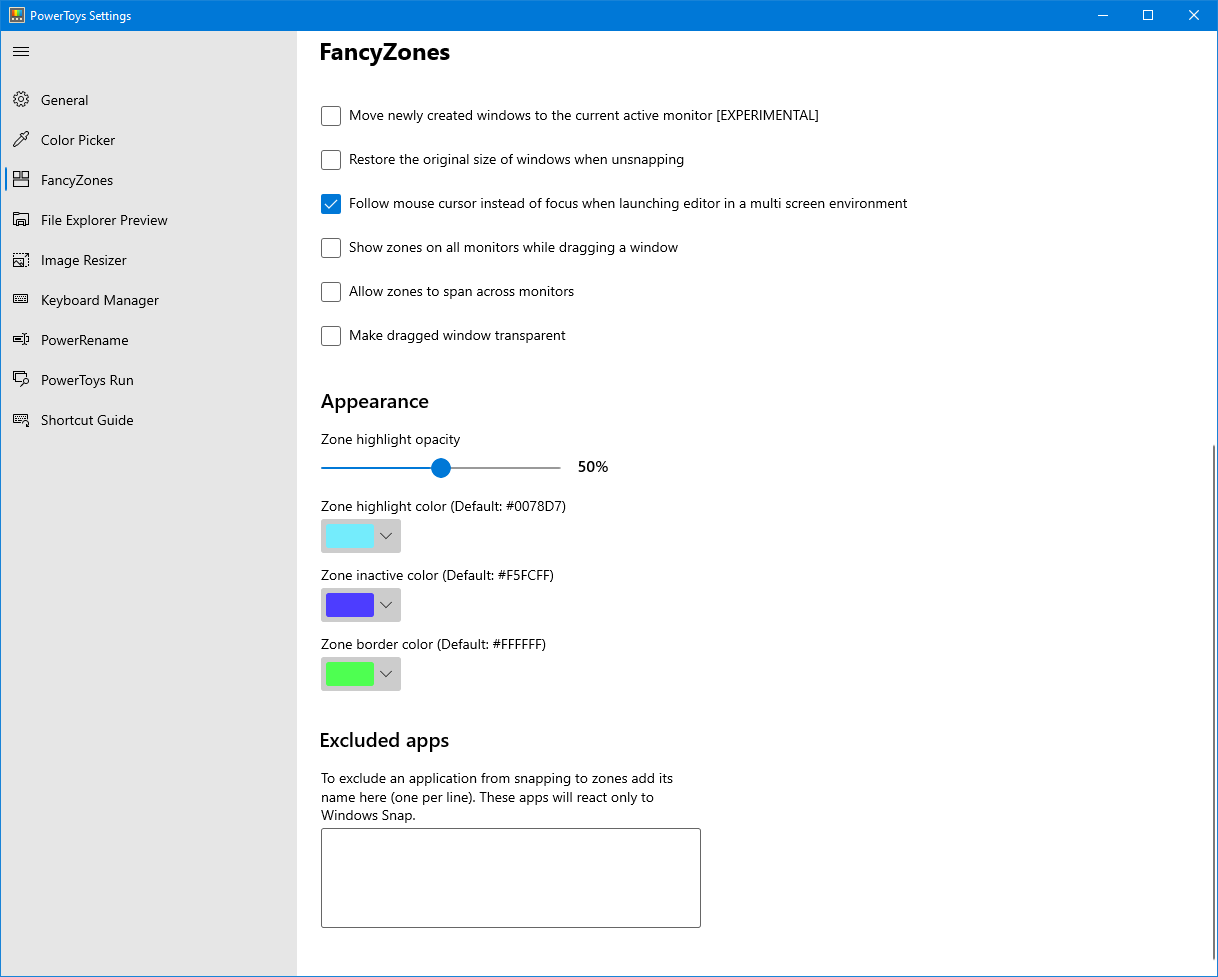 PowerToys Settings
General
Color Picker
FancyZones
File Explorer Preview
Image Resizer
Keyboard Manager
PowerRename
PowerToys Run
Shortcut Guide
FancyZones
Move newly created windows to the current active monitor [EXPERIMENTAL]
Restore the original size of windows when unsnapping
Follow mouse cursor instead of focus when launching editor in a multi screen environment
Show zones on all monitors while dragging a window
Allow zones to span across monitors
Make dragged window transparent
Appearance
Zone highlight opacity
50%
Zone highlight color (Default: #0078D7)
Zone inactive color (Default: #F5FCFF)
Zone border color (Default: #FFFFFF)
Excluded apps
To exclude an application from snapping to zones add its
name here (one per line). These apps will react only to
Windows Snap.